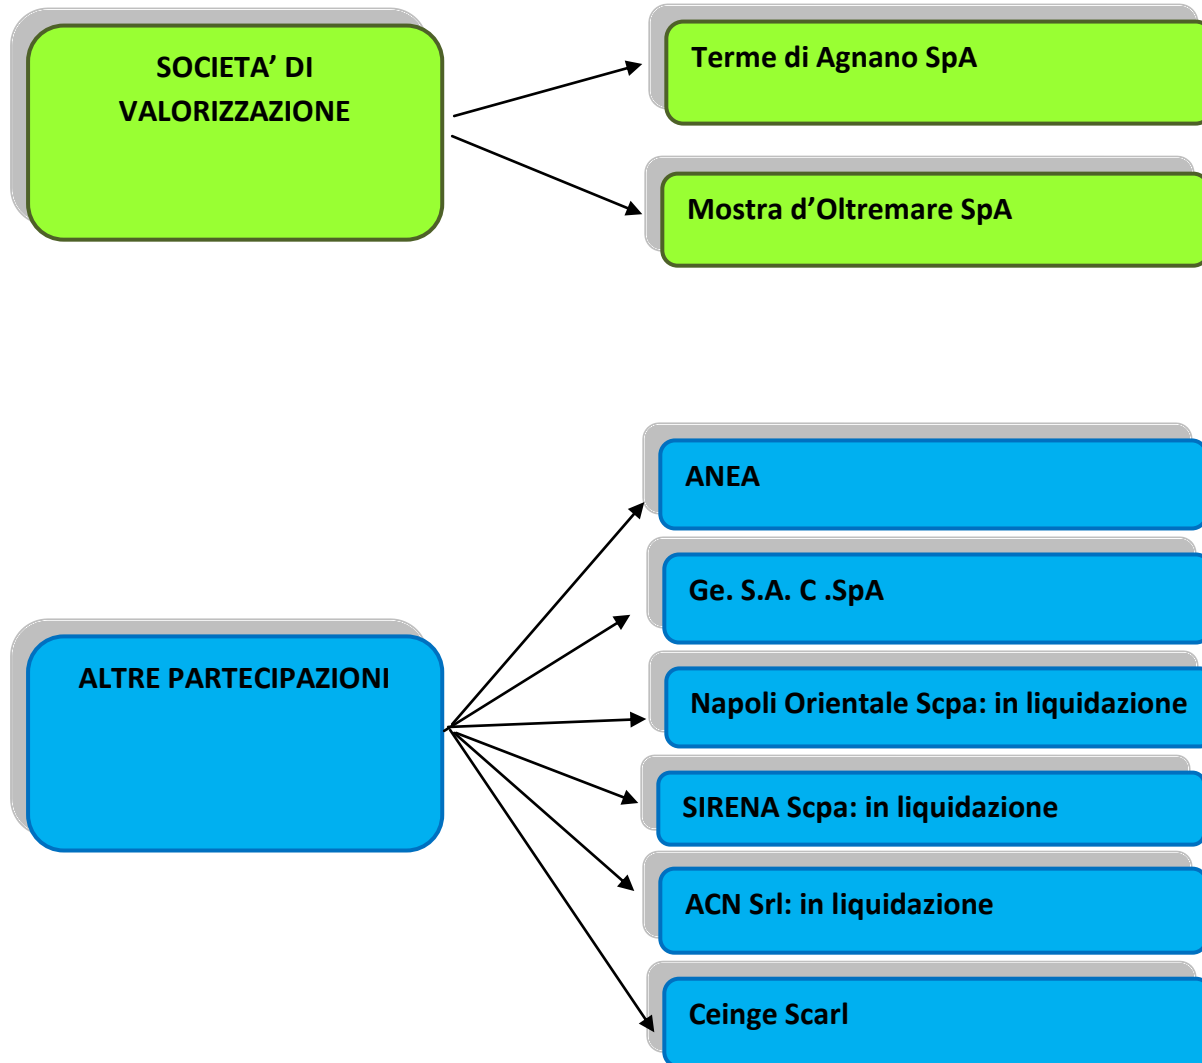 SOCIETA’ DI
VALORIZZAZIONE
Terme di Agnano SpA
Mostra d’Oltremare SpA
ALTRE PARTECIPAZIONI
ANEA
Ge. S.A. C .SpA
Napoli Orientale Scpa: in liquidazione
SIRENA Scpa: in liquidazione
ACN Srl: in liquidazione
Ceinge Scarl